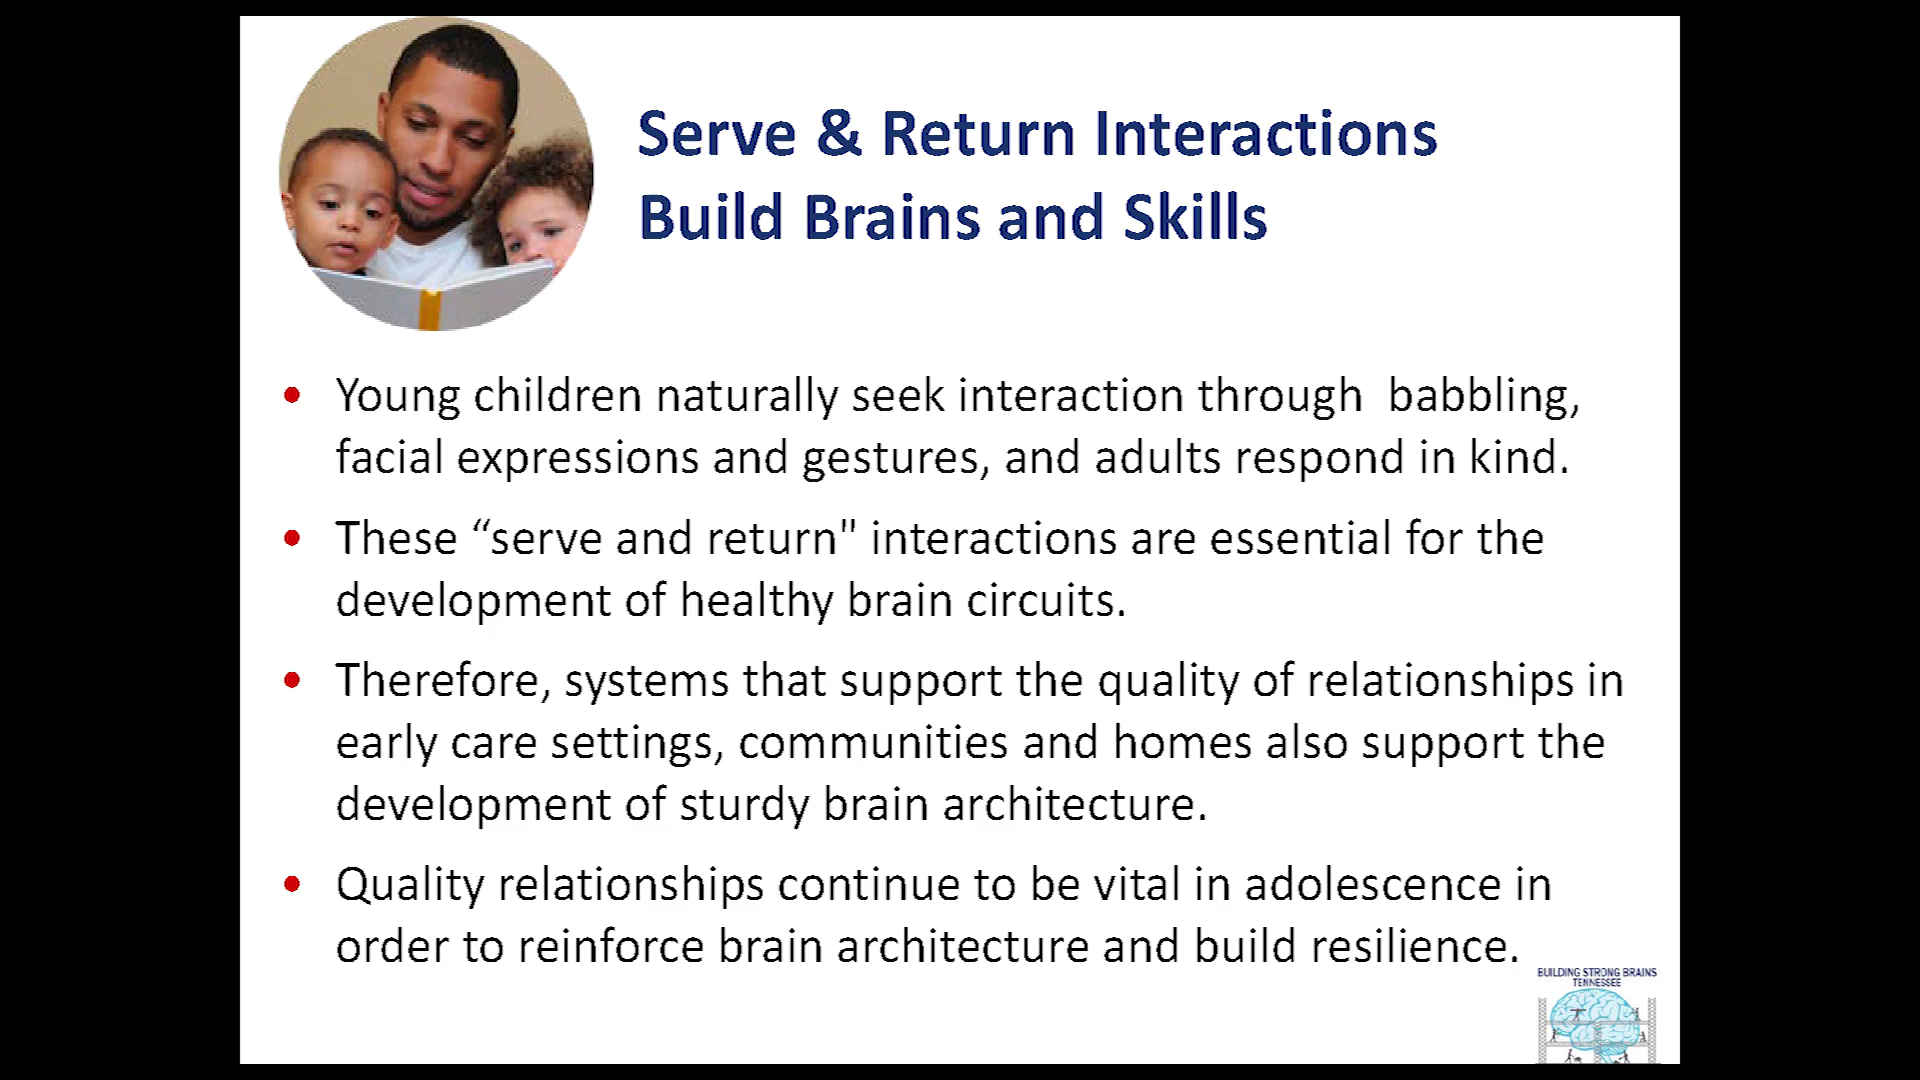 Serve & Return Interactions
Build Brains and Skills
• Young children naturally seek interaction through  babbling,
facial expressions and gestures, and adults respond in kind.
• These “serve and return" interactions are essential for the
development of healthy brain circuits.
• Therefore, systems that support the quality of relationships in
early care settings, communities and homes also support the
development of sturdy brain architecture.
• Quality relationships continue to be vital in adolescence in
order to reinforce brain architecture and build resilience.
BUILDING STRONG BRAINS
TENNESSEE